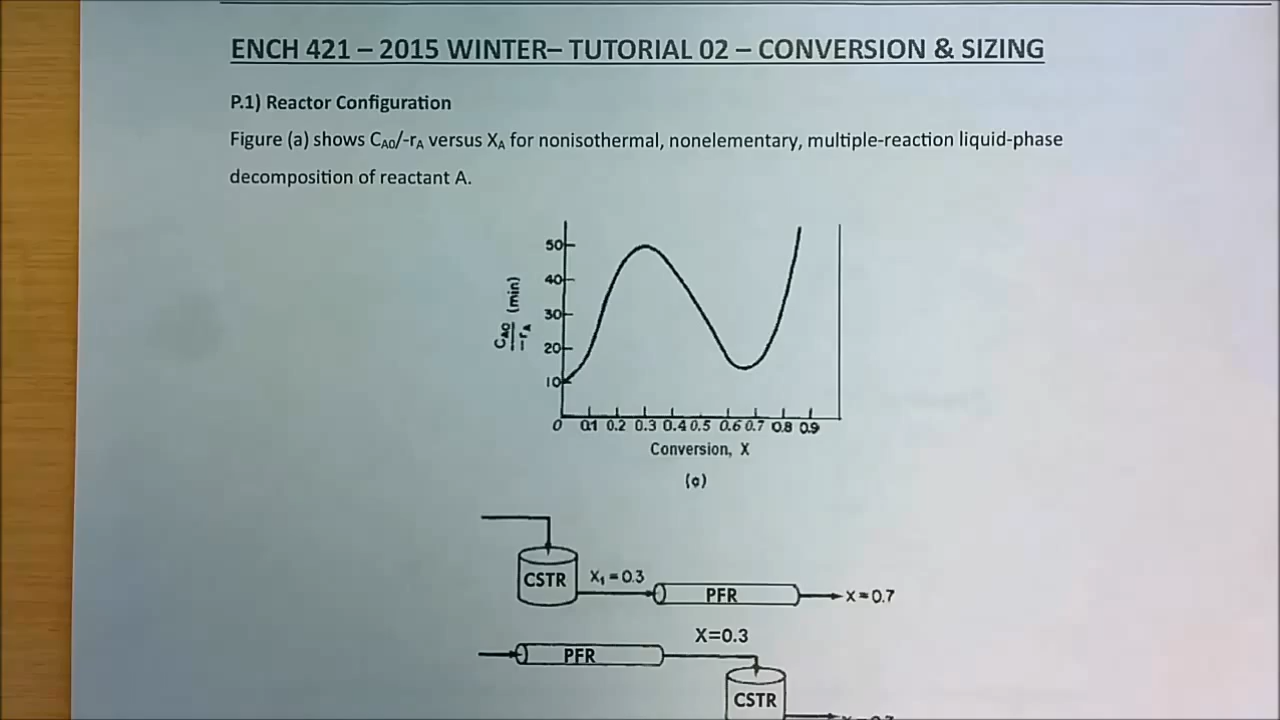 ENCH 421 – 2015 WINTER– TUTORIAL 02 – CONVERSION & SIZING
P.1) Reactor Configuration
Figure (a) shows CA0/-rA versus XA for nonisothermal, nonelementary, multiple-reaction liquid-phase
decomposition of reactant A.
50
40
30
20
10
CAO
-rA
(min)
0 0.1 0.2 0.3 0.4 0.5 0.6 0.7 0.8 0.9
Conversion, X
(a)
CSTR
X1 = 0.3
PFR
X = 0.7
X=0.3
PFR
CSTR